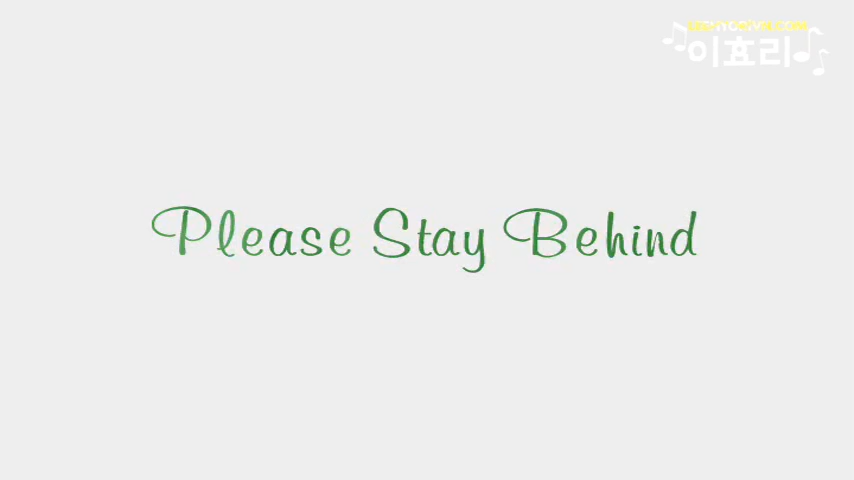 이효리
Please Stay Behind